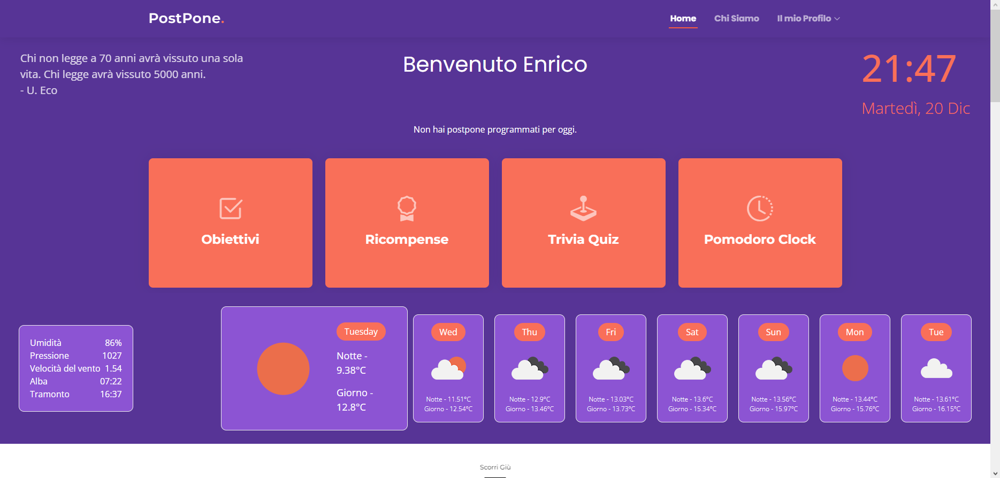 PostPone.
Home
Chi Siamo
Il mio Profilo
Chi non legge a 70 anni avrà vissuto una sola
vita. Chi legge avrà vissuto 5000 anni.
- U. Eco
Benvenuto Enrico
21:47
Martedì, 20 Dic
Non hai postpone programmati per oggi.
Obiettivi
Ricompense
Trivia Quiz
Pomodoro Clock
Umidità 86%
Pressione 1027
Velocità del vento 1.54
Alba 07:22
Tramonto 16:37
Tuesday
Notte -
9.38°C
Giorno -
12.8°C
Wed
Notte - 11.51°C
Giorno - 12.54°C
Thu
Notte - 12.9°C
Giorno - 13.46°C
Fri
Notte - 13.03°C
Giorno - 13.73°C
Sat
Notte - 13.6°C
Giorno - 15.34°C
Sun
Notte - 13.56°C
Giorno - 15.97°C
Mon
Notte - 13.44°C
Giorno - 15.76°C
Tue
Notte - 13.61°C
Giorno - 16.15°C
Scorri Giù